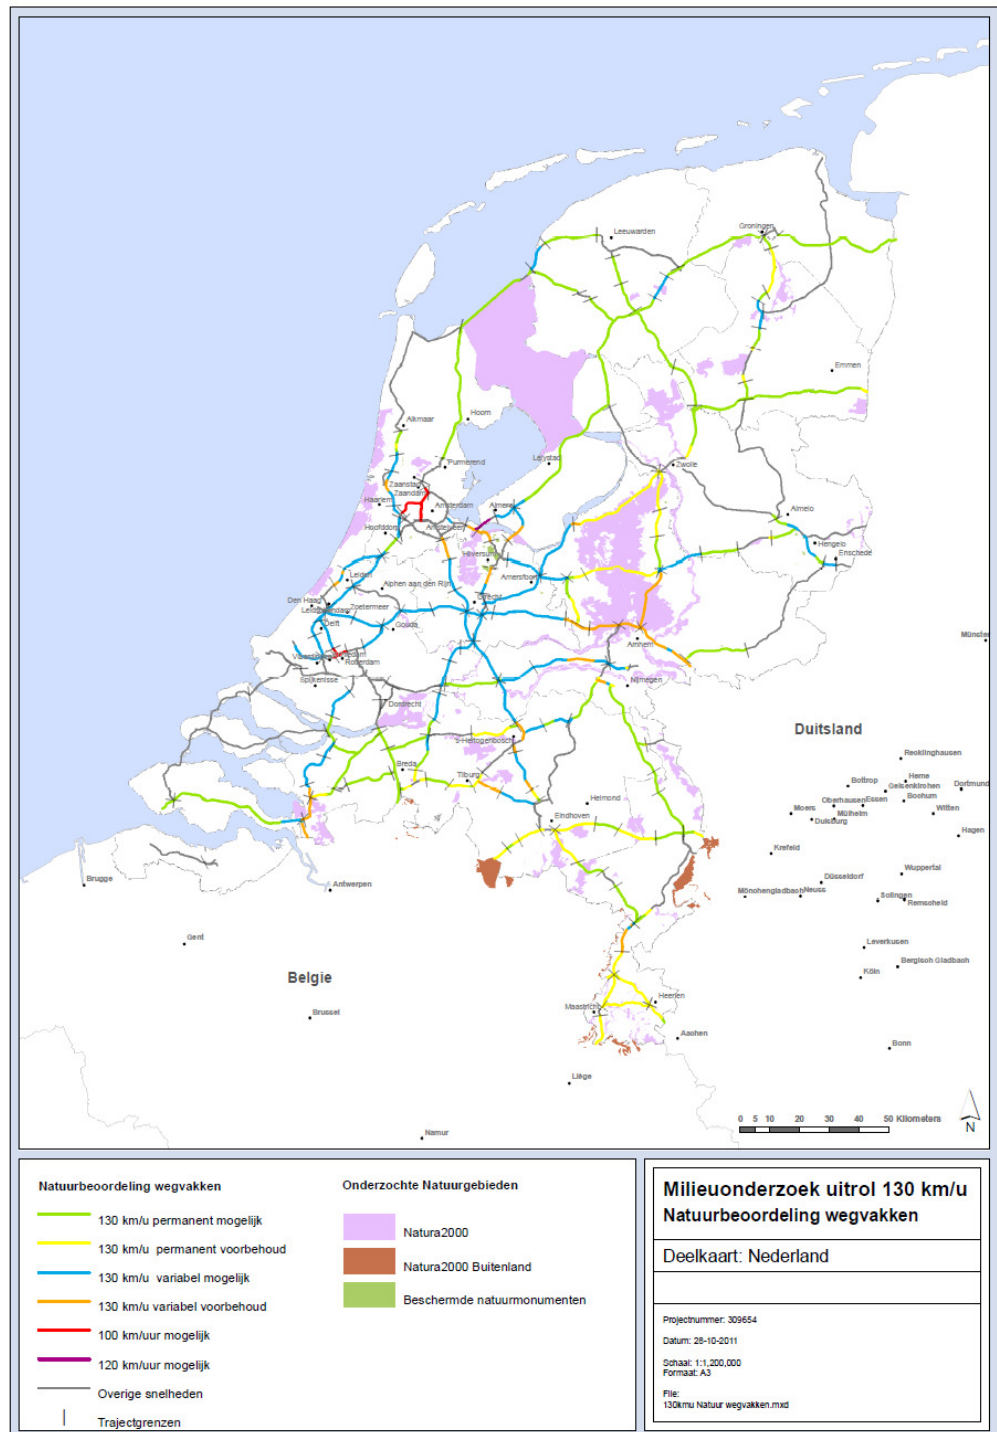 Leeuwarden
Groningen
Emmen
Hoorn
Alkmaar
Lelystad
Zwolle
Purmerend
Zaanstad
Zaandam
Haarlem
Amsterdam
Almere
Almelo
Hoofddorp
Amstelveen
Hengelo
Hilversum
Enschede
Leiden
Amersfoort
Alphen aan den Rijn
Den Haag
Utrecht
Zoetermeer
Delft
Gouda
Arnhem
Rotterdam
Münster
Spijkenisse
Nijmegen
Dordrecht
Duitsland
's-Hertogenbosch
Recklinghausen
Breda
Tilburg
Bottrop
Herne
Gelsenkirchen
Dortmund
Helmond
Moers
Oberhausen
Essen
Bochum
Witten
Eindhoven
Duisburg
Mülheim
Hagen
Krefeld
Brugge
Antwerpen
Düsseldorf
Wuppertal
Mönchengladbach
Neuss
Solingen
Remscheid
Gent
Leverkusen
Belgie
Bergisch Gladbach
Köln
Maastricht
Heerlen
Brussel
Aachen
Bonn
Liège
0 5 10 20 30 40 50 Kilometers
N
Namur
Natuurbeoordeling wegvakken
130 km/u permanent mogelijk
130 km/u permanent voorbehoud
130 km/u variabel mogelijk
130 km/u variabel voorbehoud
100 km/uur mogelijk
120 km/uur mogelijk
Overige snelheden
Trajectgrenzen
Onderzochte Natuurgebieden
Natura2000
Natura2000 Buitenland
Beschermde natuurmonumenten
Milieuonderzoek uitrol 130 km/u
Natuurbeoordeling wegvakken
Deelkaart: Nederland
Projectnummer: 309654
Datum: 28-10-2011
Schaal: 1:1,200,000
Formaat: A3
File:
130kmu Natuur wegvakken.mxd